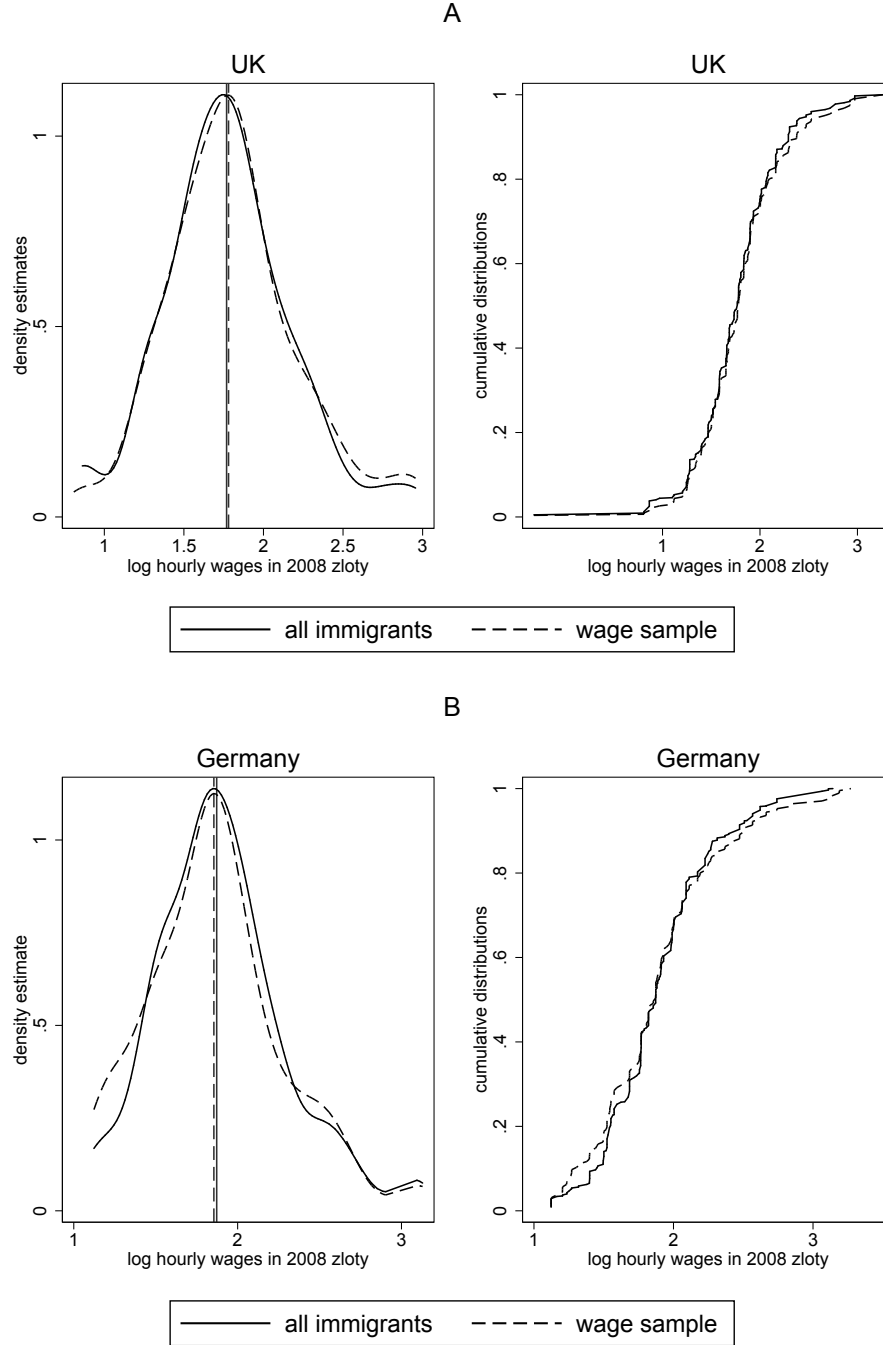 A
UK
UK
density estimates
0
.5
1
1
1.5
2
2.5
3
log hourly wages in 2008 zloty
cumulative distributions
0
.2
.4
.6
.8
1
1
2
3
log hourly wages in 2008 zloty
all immigrants
wage sample
B
Germany
Germany
density estimate
0
.5
1
1
2
3
log hourly wages in 2008 zloty
cumulative distributions
0
.2
.4
.6
.8
1
1
2
3
log hourly wages in 2008 zloty
all immigrants
wage sample